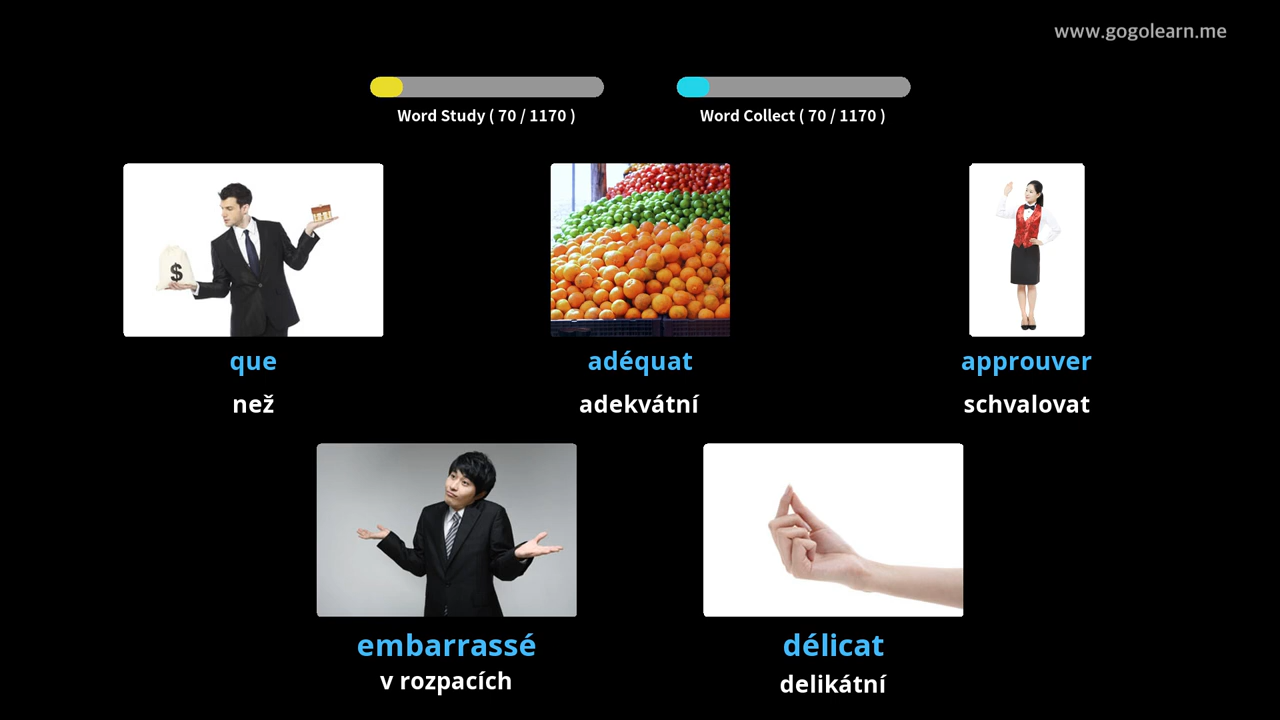 www.gogolearn.me
Word Study ( 70 / 1170 )
Word Collect ( 70 / 1170 )
$
que
adéquat
approuver
než
adekvátní
schvalovat
embarrassé
délicat
v rozpacích
delikátní